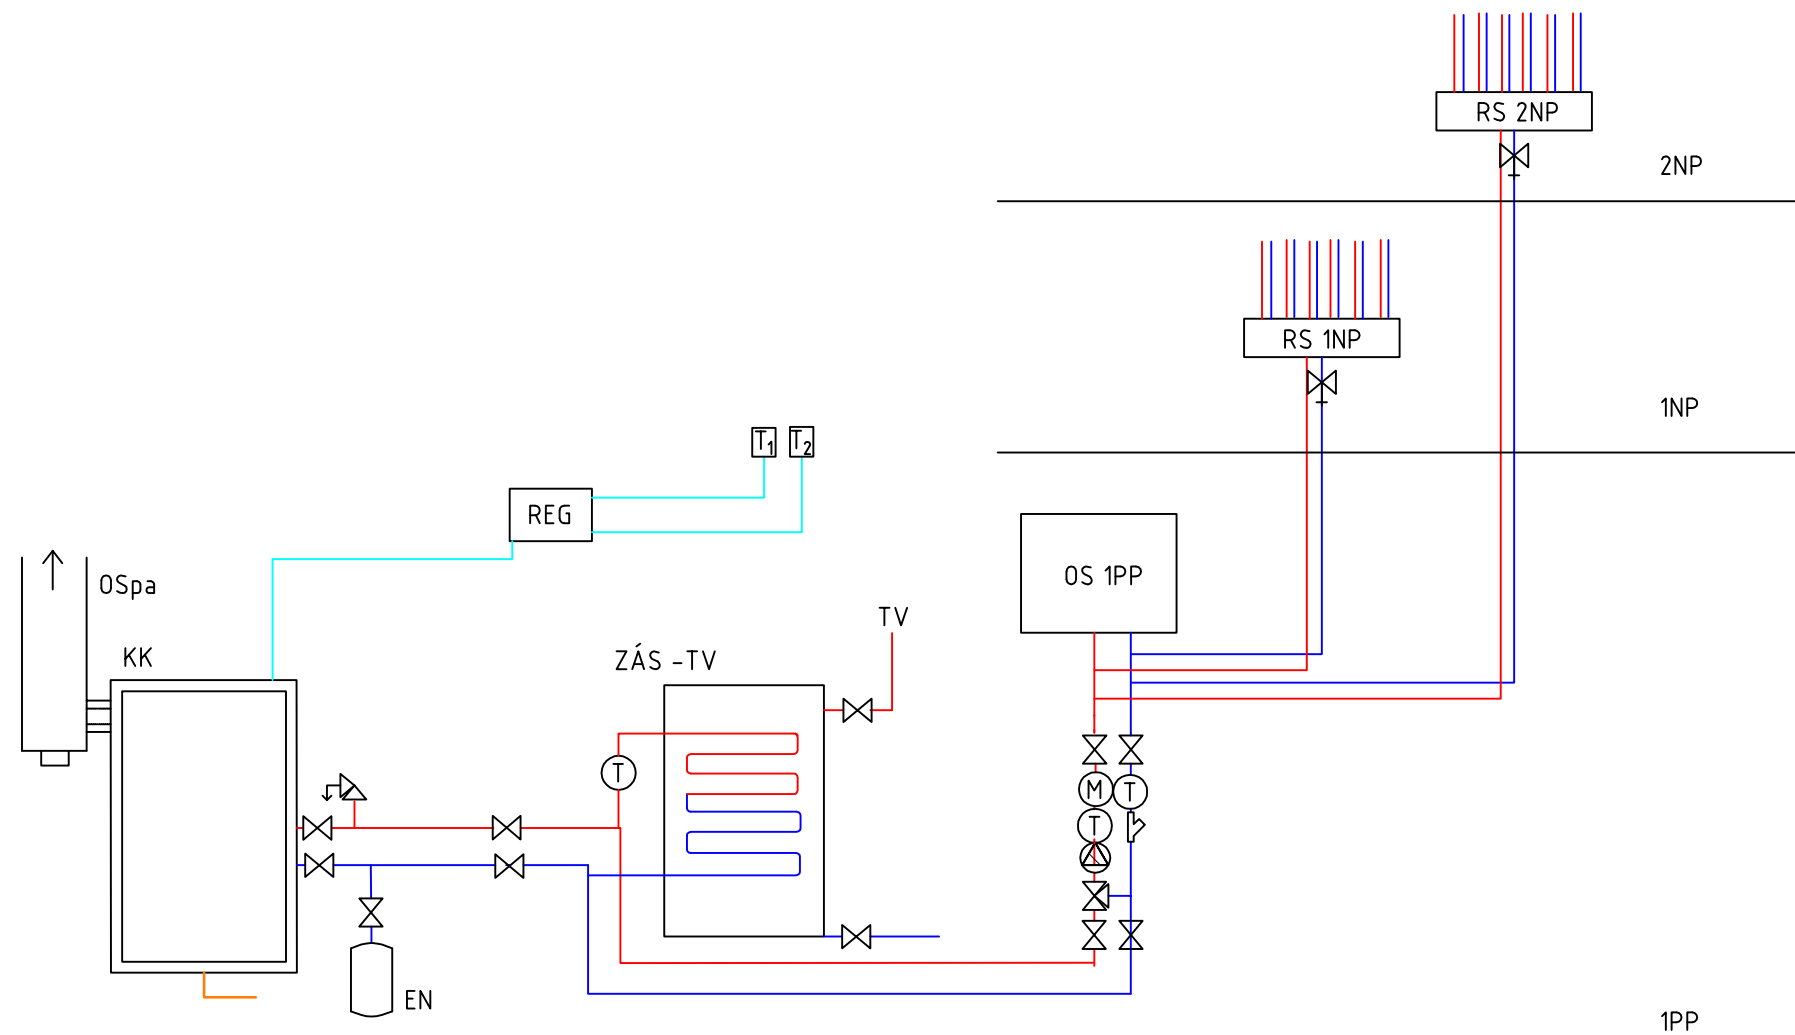 RS 2NP
2NP
RS 1NP
1NP
T1
T2
REG
OS 1PP
OSpa
TV
KK
ZÁS -TV
T
M
T
T
EN
1PP